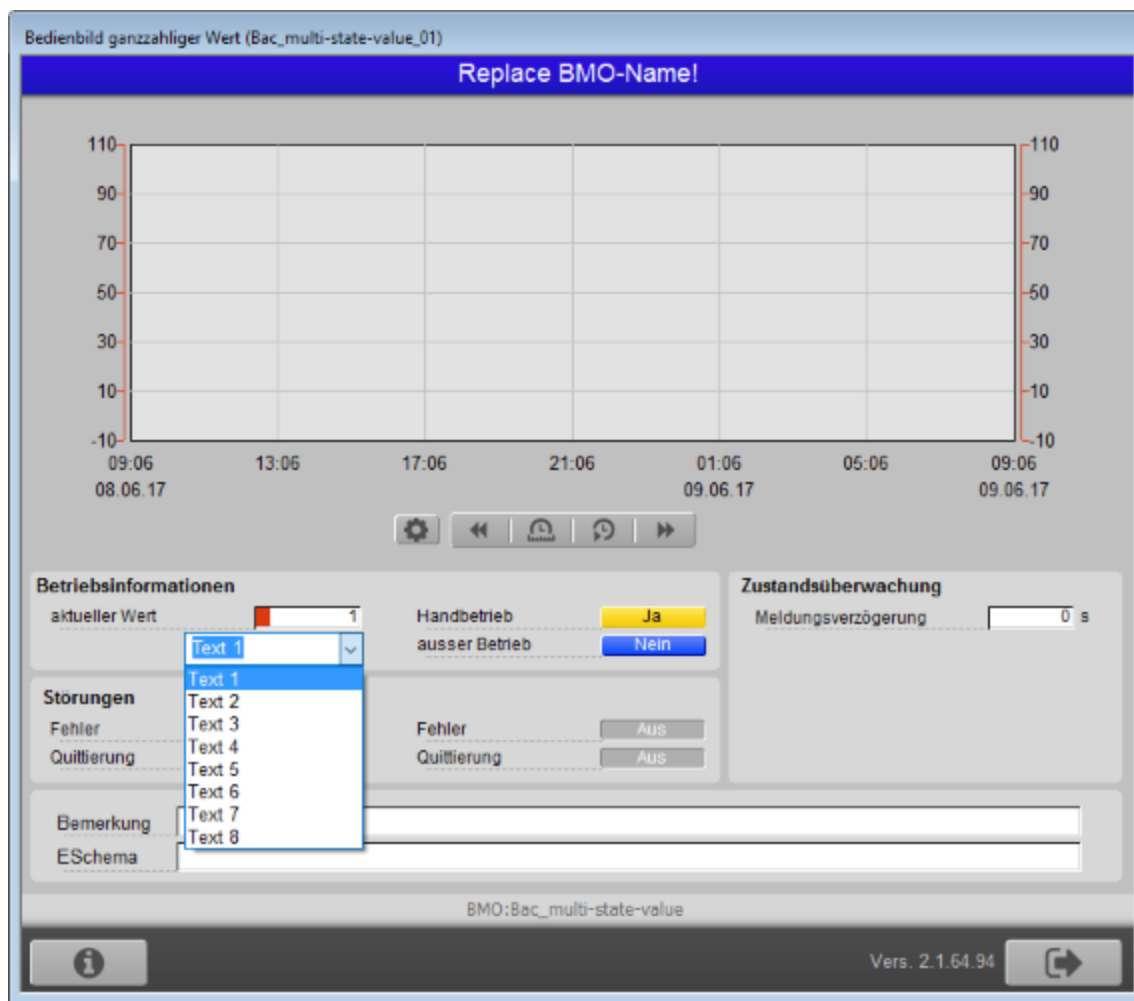 Bedienbild ganzzahliger Wert (Bac_multi-state-value_01)
Replace BMO-Name!
110 110
90 90
70 70
50 50
30 30
10 10
-10 -10
09:06 13:06 17:06 21:06 01:06 05:06 09:06
08.06.17 09.06.17 09.06.17
Betriebsinformationen Zustandsüberwachung
aktueller Wert 1 Handbetrieb Ja Meldungsverzögerung 0 s
Text 1 ausser Betrieb Nein
Text 1
Störungen
Text 2
Fehler Text 3 Fehler Aus
Text 4
Quittierung Text 5 Quittierung Aus
Text 6
Bemerkung Text 7
Text 8
ESchema
BMO:Bac_multi-state-value
Vers. 2.1.64.94